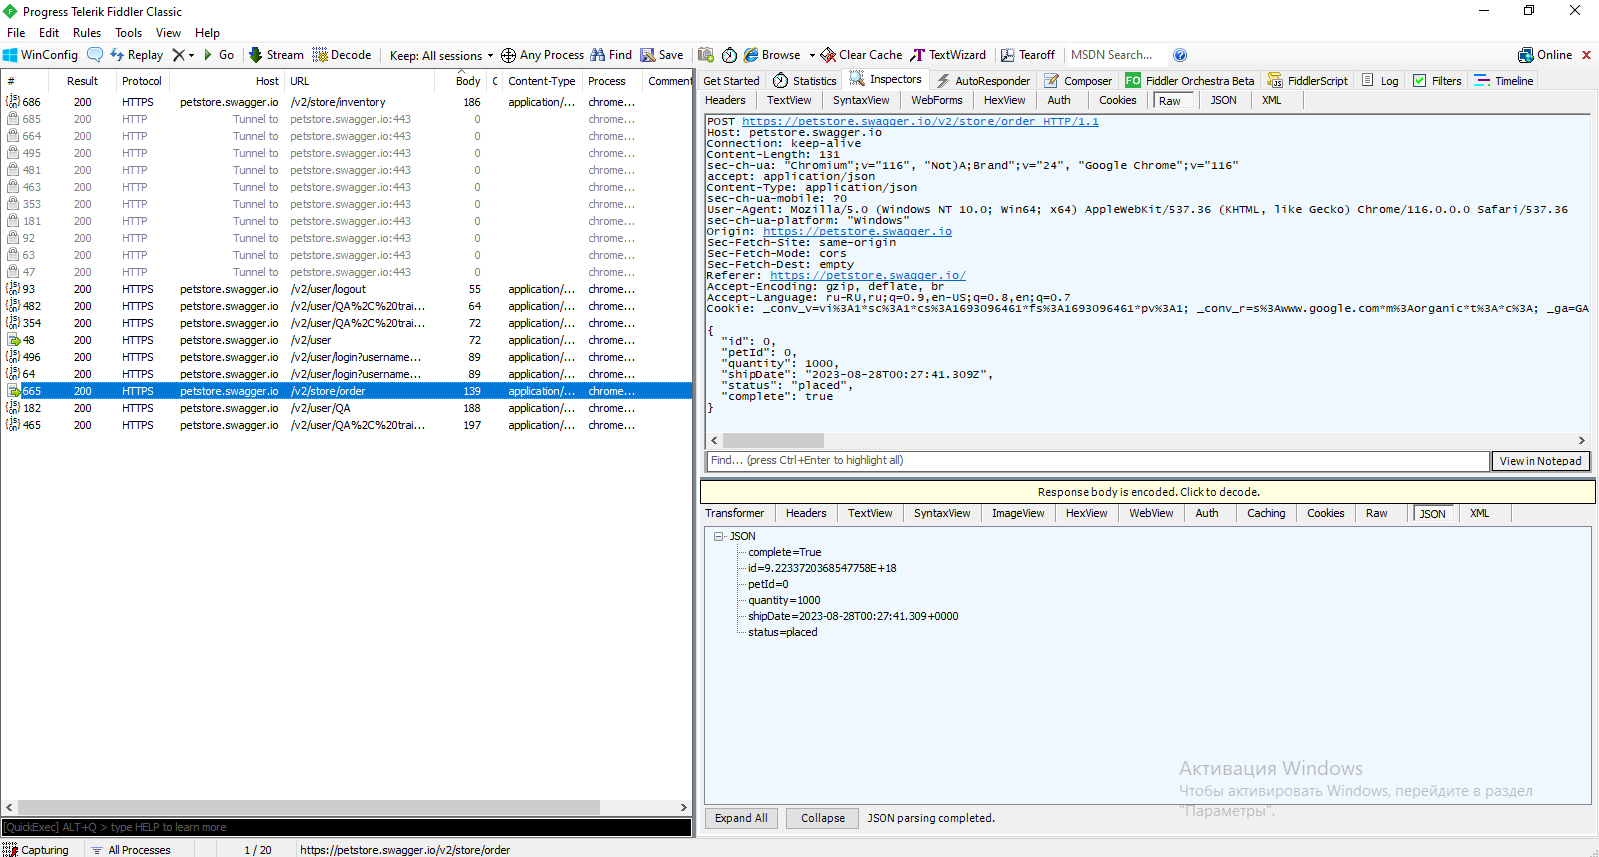 Progress Telerik Fiddler Classic
File Edit Rules Tools View Help
WinConfig Replay Go Stream Decode Keep: All sessions Any Process Find Save Browse Clear Cache TextWizard Tearoff MSDN Search... Online
# Result Protocol Host URL Body C Content-Type Process Comment
686 200 HTTPS petstore.swagger.io /v2/store/inventory 186 application/... chrome...
685 200 HTTP Tunnel to petstore.swagger.io:443 0 chrome...
664 200 HTTP Tunnel to petstore.swagger.io:443 0 chrome...
495 200 HTTP Tunnel to petstore.swagger.io:443 0 chrome...
481 200 HTTP Tunnel to petstore.swagger.io:443 0 chrome...
463 200 HTTP Tunnel to petstore.swagger.io:443 0 chrome...
353 200 HTTP Tunnel to petstore.swagger.io:443 0 chrome...
181 200 HTTP Tunnel to petstore.swagger.io:443 0 chrome...
92 200 HTTP Tunnel to petstore.swagger.io:443 0 chrome...
63 200 HTTP Tunnel to petstore.swagger.io:443 0 chrome...
47 200 HTTP Tunnel to petstore.swagger.io:443 0 chrome...
93 200 HTTPS petstore.swagger.io /v2/user/logout 55 application/... chrome...
482 200 HTTPS petstore.swagger.io /v2/user/QA%2C%20trai... 64 application/... chrome...
354 200 HTTPS petstore.swagger.io /v2/user/QA%2C%20trai... 72 application/... chrome...
48 200 HTTPS petstore.swagger.io /v2/user 72 application/... chrome...
496 200 HTTPS petstore.swagger.io /v2/user/login?username... 89 application/... chrome...
64 200 HTTPS petstore.swagger.io /v2/user/login?username... 89 application/... chrome...
665 200 HTTPS petstore.swagger.io /v2/store/order 139 application/... chrome...
182 200 HTTPS petstore.swagger.io /v2/user/QA 188 application/... chrome...
465 200 HTTPS petstore.swagger.io /v2/user/QA%2C%20trai... 197 application/... chrome...
[QuickExec] ALT+Q > type HELP to learn more
Get Started Statistics Inspectors AutoResponder Composer FO Fiddler Orchestra Beta FiddlerScript Log Filters Timeline
Headers TextView SyntaxView WebForms HexView Auth Cookies Raw JSON XML
POST https://petstore.swagger.io/v2/store/order HTTP/1.1
Host: petstore.swagger.io
Connection: keep-alive
Content-Length: 131
sec-ch-ua: "Chromium";v="116", "Not)A;Brand";v="24", "Google Chrome";v="116"
accept: application/json
Content-Type: application/json
sec-ch-ua-mobile: ?0
User-Agent: Mozilla/5.0 (Windows NT 10.0; Win64; x64) AppleWebKit/537.36 (KHTML, like Gecko) Chrome/116.0.0.0 Safari/537.36
sec-ch-ua-platform: "Windows"
Origin: https://petstore.swagger.io
Sec-Fetch-Site: same-origin
Sec-Fetch-Mode: cors
Sec-Fetch-Dest: empty
Referer: https://petstore.swagger.io/
Accept-Encoding: gzip, deflate, br
Accept-Language: ru-RU,ru;q=0.9,en-US;q=0.8,en;q=0.7
Cookie: _conv_v=vi%3A1*sc%3A1*cs%3A1693096461*fs%3A1693096461*pv%3A1; _conv_r=s%3Awww.google.com*m%3Aorganic*t%3A*c%3A; _ga=GA
{
"id": 0,
"petId": 0,
"quantity": 1000,
"shipDate": "2023-08-28T00:27:41.309Z",
"status": "placed",
"complete": true
}
Find... (press Ctrl+Enter to highlight all) View in Notepad
Response body is encoded. Click to decode.
Transformer Headers TextView SyntaxView ImageView HexView WebView Auth Caching Cookies Raw JSON XML
JSON
complete=True
id=9.2233720368547758E+18
petId=0
quantity=1000
shipDate=2023-08-28T00:27:41.309+0000
status=placed
Активация Windows
Чтобы активировать Windows, перейдите в раздел
"Параметры".
Expand All Collapse JSON parsing completed.
Capturing All Processes 1 / 20 https://petstore.swagger.io/v2/store/order